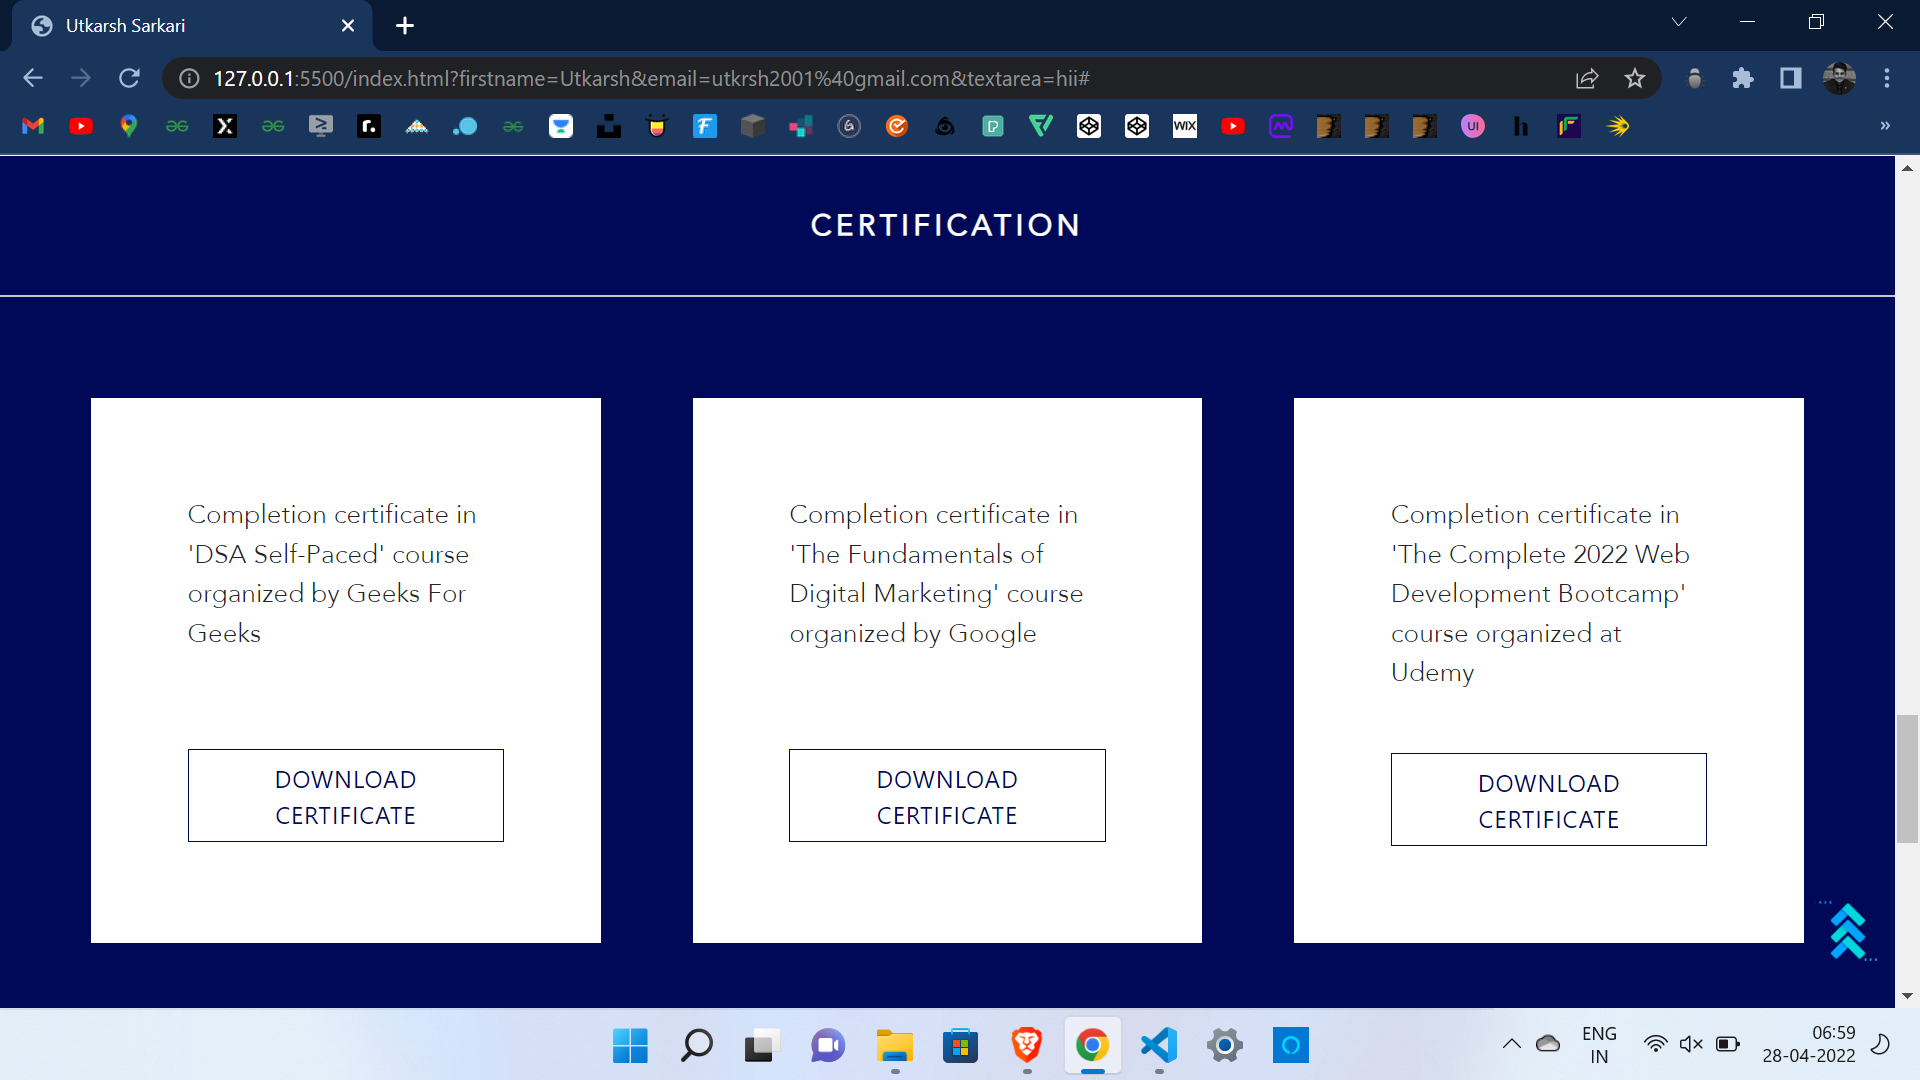 Utkarsh Sarkari
127.0.0.1:5500/index.html?firstname=Utkarsh&email=utkrsh2001%40gmail.com&textarea=hii#
WIX
UI
CERTIFICATION
Completion certificate in
'DSA Self-Paced' course
organized by Geeks For
Geeks
DOWNLOAD
CERTIFICATE
Completion certificate in
'The Fundamentals of
Digital Marketing' course
organized by Google
DOWNLOAD
CERTIFICATE
Completion certificate in
'The Complete 2022 Web
Development Bootcamp'
course organized at
Udemy
DOWNLOAD
CERTIFICATE
ENG
IN
06:59
28-04-2022